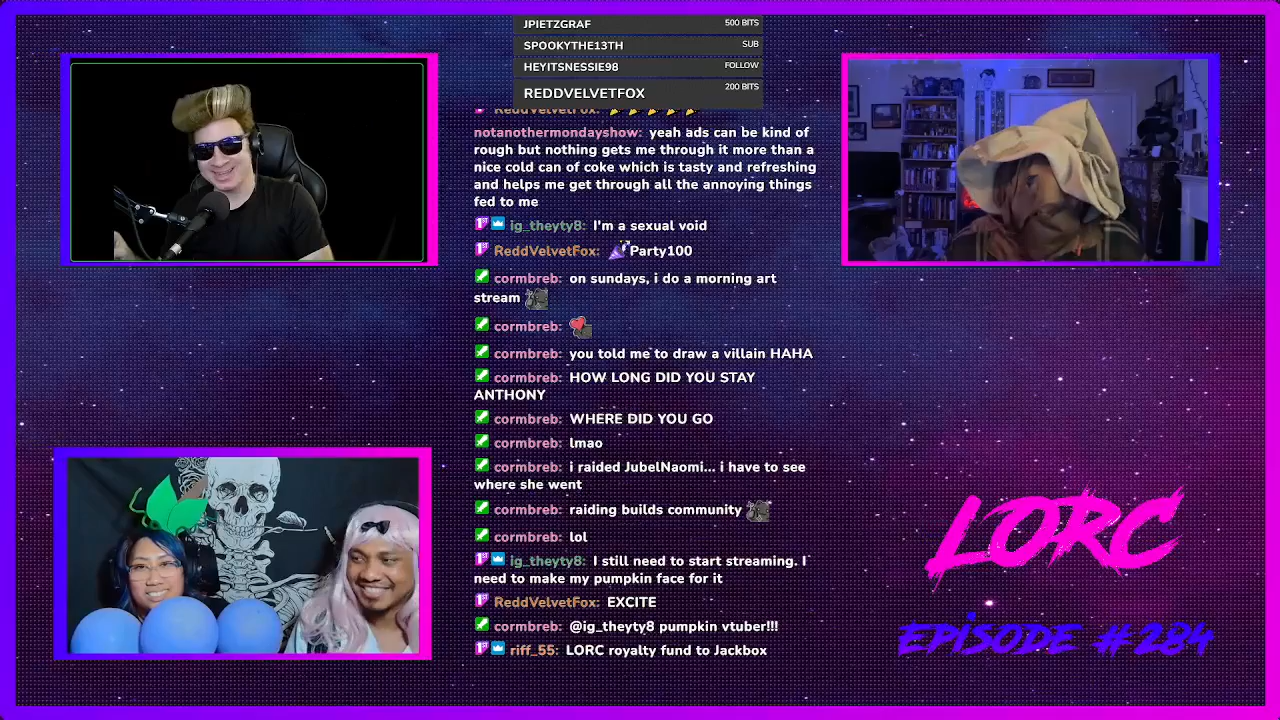 JPIETZGRAF 500 BITS
SPOOKYTHE13TH SUB
HEYITSNESSIE98 FOLLOW
REDDVELVETFOX 200 BITS
ReddVelvetFox:
notanothermondayshow: yeah ads can be kind of
rough but nothing gets me through it more than a
nice cold can of coke which is tasty and refreshing
and helps me get through all the annoying things
fed to me
ig_theyty8: I'm a sexual void
ReddVelvetFox: Party100
cormbreb: on sundays, i do a morning art
stream
cormbreb:
cormbreb: you told me to draw a villain HAHA
cormbreb: HOW LONG DID YOU STAY
ANTHONY
cormbreb: WHERE DID YOU GO
cormbreb: lmao
cormbreb: i raided JubelNaomi... i have to see
where she went
cormbreb: raiding builds community
cormbreb: lol
ig_theyty8: I still need to start streaming. I
need to make my pumpkin face for it
ReddVelvetFox: EXCITE
cormbreb: @ig_theyty8 pumpkin vtuber!!!
riff_55: LORC royalty fund to Jackbox
LORC
EPISODE #284